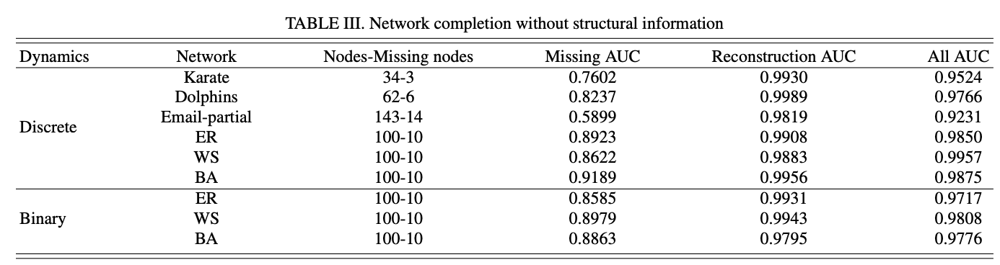 TABLE III. Network completion without structural information
Dynamics Network Nodes-Missing nodes Missing AUC Reconstruction AUC All AUC
Karate 34-3 0.7602 0.9930 0.9524
Dolphins 62-6 0.8237 0.9989 0.9766
Email-partial 143-14 0.5899 0.9819 0.9231
Discrete
ER 100-10 0.8923 0.9908 0.9850
WS 100-10 0.8622 0.9883 0.9957
BA 100-10 0.9189 0.9956 0.9875
ER 100-10 0.8585 0.9931 0.9717
Binary WS 100-10 0.8979 0.9943 0.9808
BA 100-10 0.8863 0.9795 0.9776